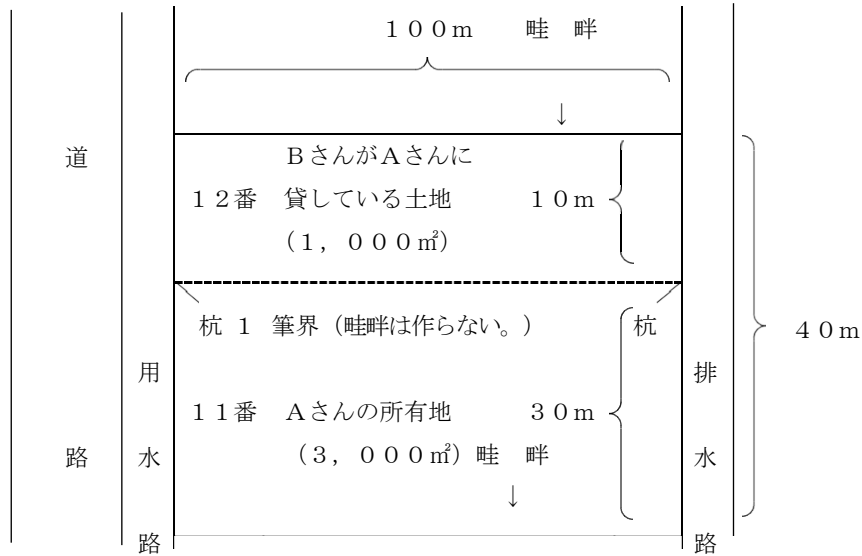 １００ｍ　畦　畔
↓
道
ＢさんがＡさんに
１２番　貸している土地　１０ｍ
（１，０００㎡）
杭　１　筆界（畦畔は作らない。）　杭
４０ｍ
用　排
１１番　Ａさんの所有地　３０ｍ
路　水　（３，０００㎡）畦　畔　水
↓
路　路